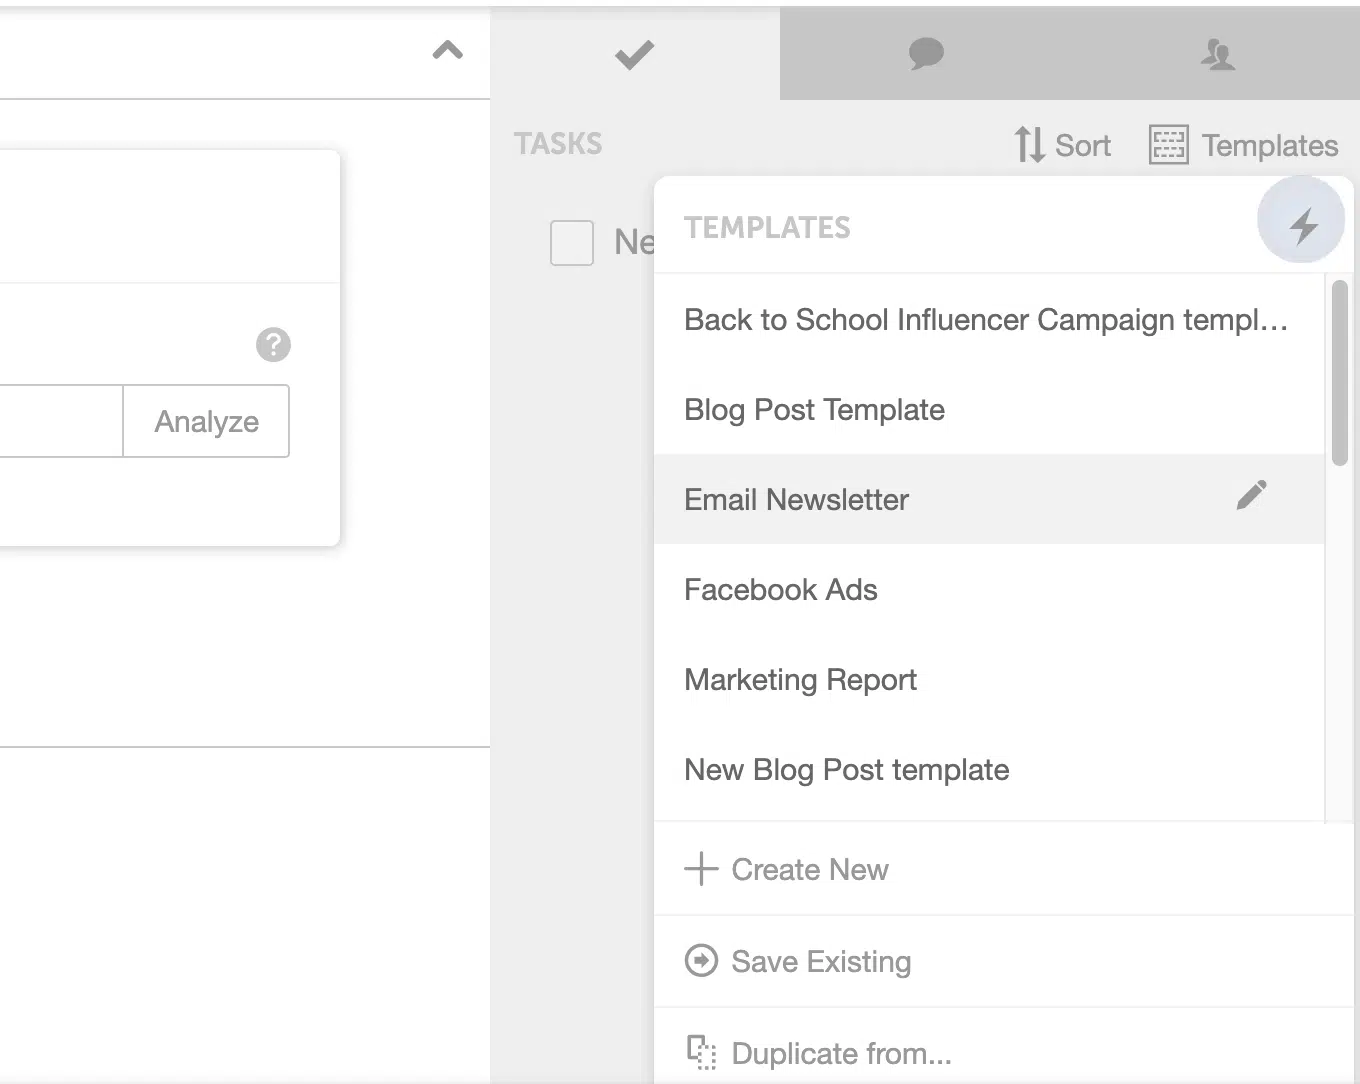 TASKS
Sort
Templates
Ne
TEMPLATES
Back to School Influencer Campaign templ...
?
Blog Post Template
Analyze
Email Newsletter
Facebook Ads
Marketing Report
New Blog Post template
Create New
Save Existing
Duplicate from...